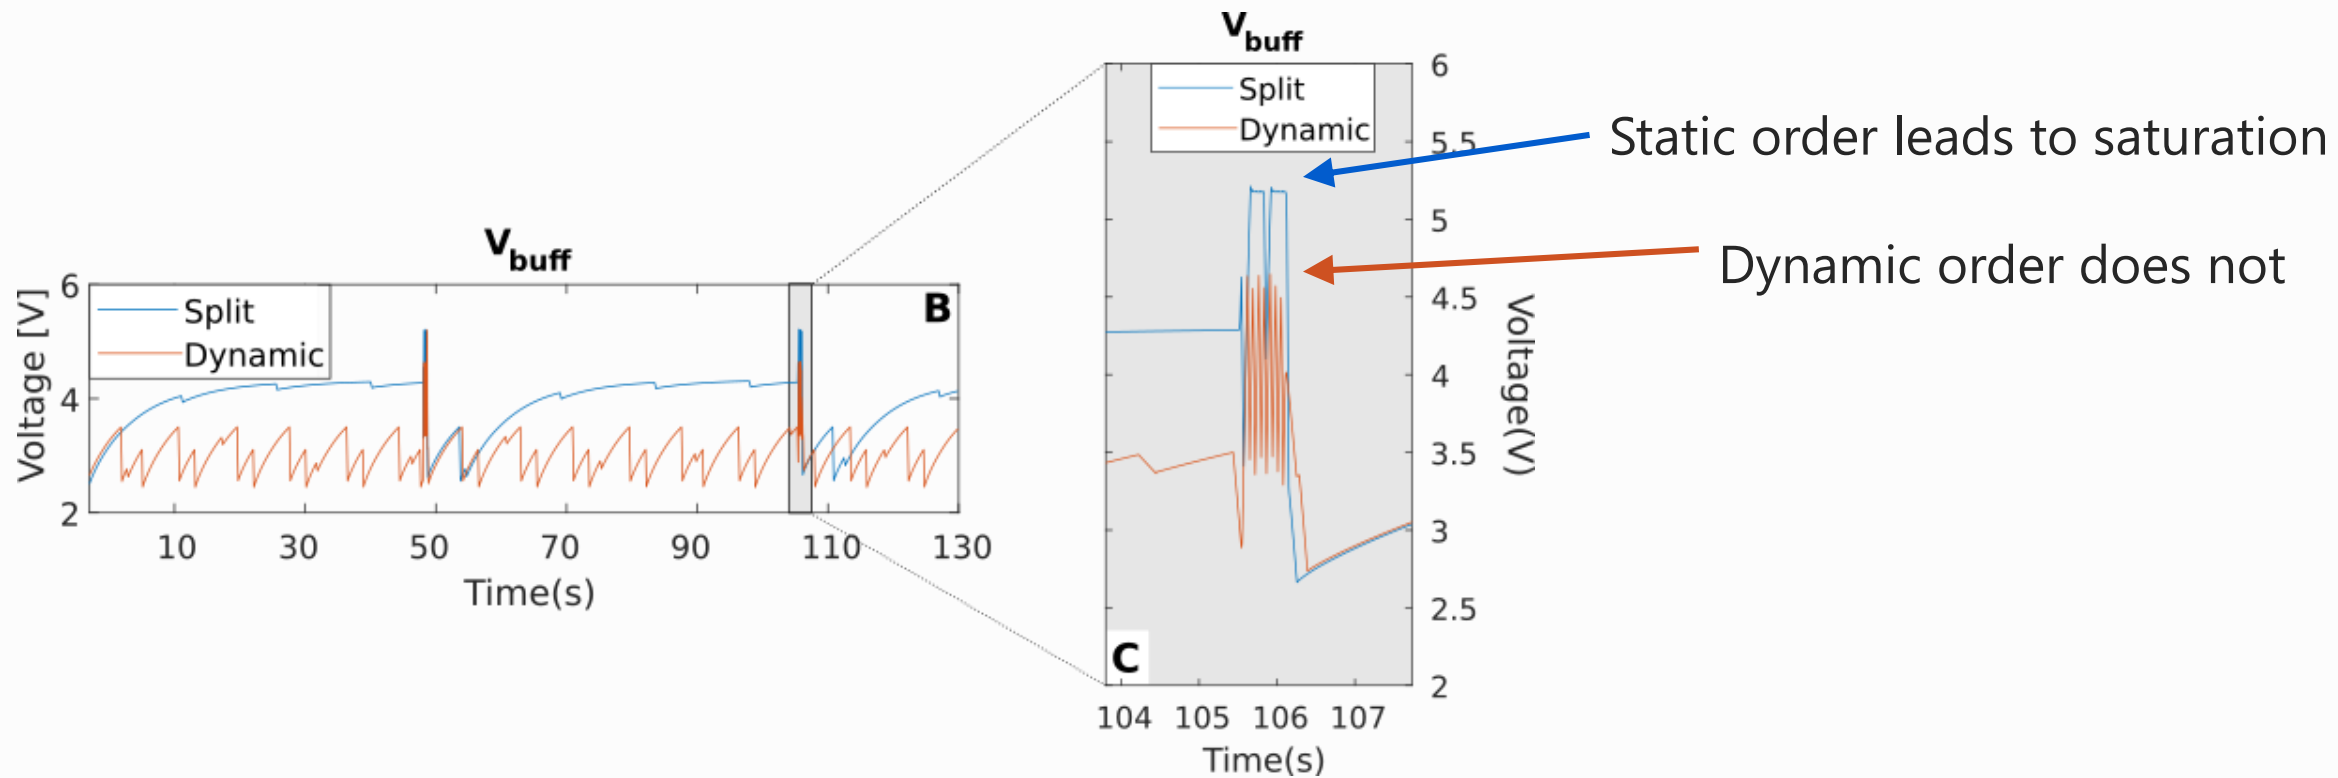 Vbuff
Split
Dynamic
B
Voltage [V]
6
4
2
10 30 50 70 90 110 130
Time(s)
Vbuff
Split
Dynamic
C
6
5.5
5
4.5
4
3.5
3
2.5
2
Voltage(V)
104 105 106 107
Time(s)
Static order leads to saturation
Dynamic order does not